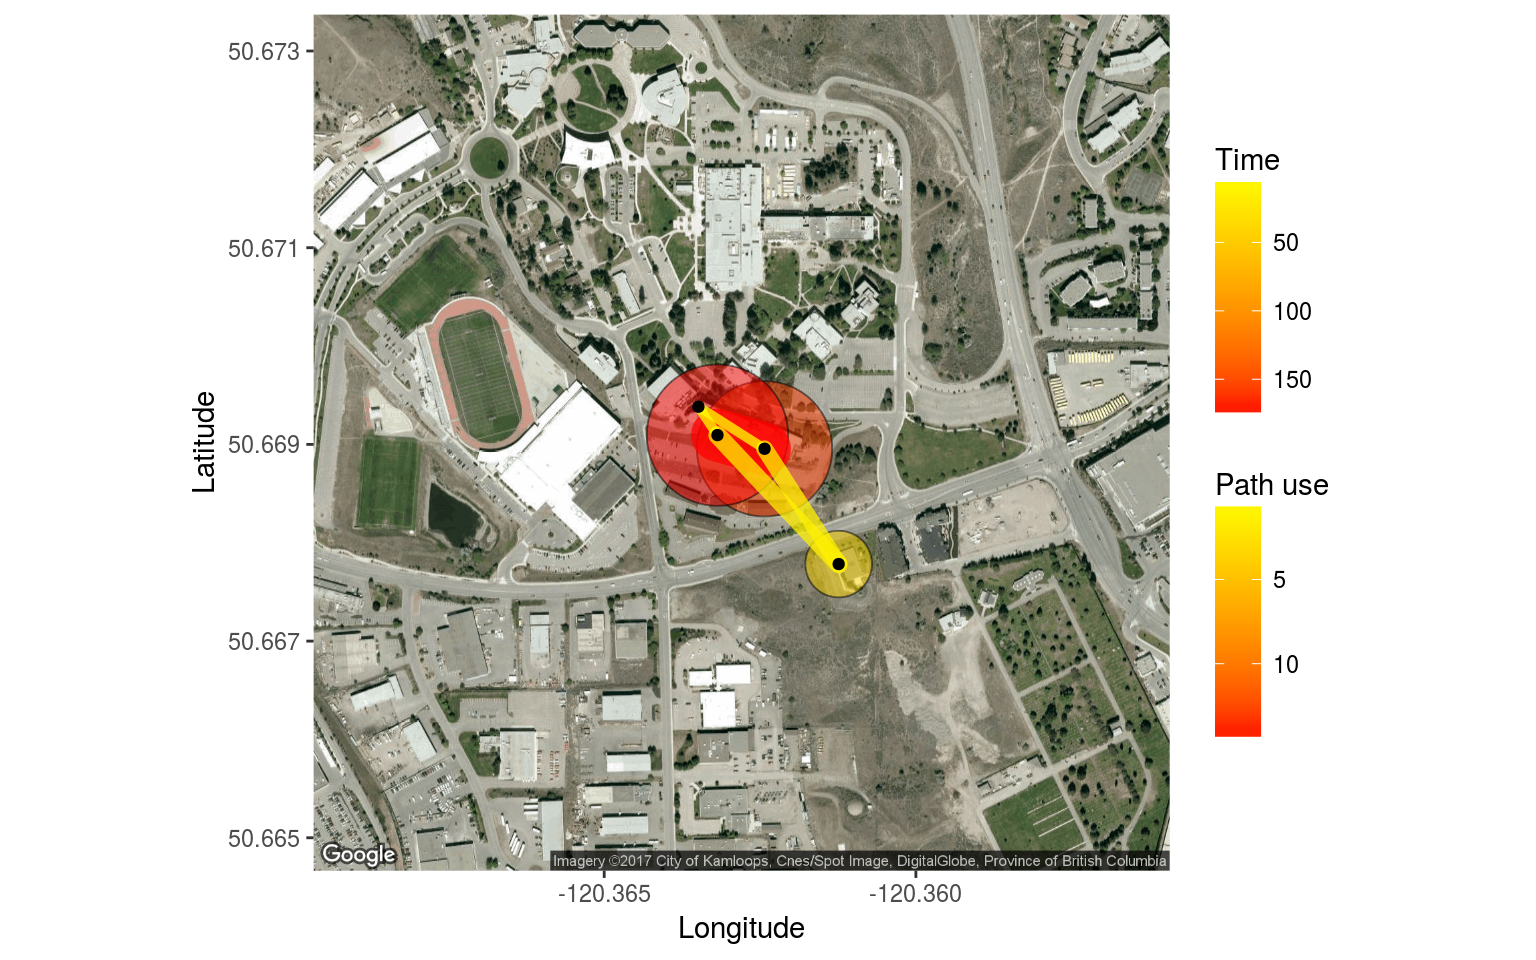 50.673
50.671
50.669
50.667
50.665
Latitude
-120.365
-120.360
Longitude
Google
Imagery ©2017 City of Kamloops, Cnes/Spot Image, DigitalGlobe, Province of British Columbia
Time
50
100
150
Path use
5
10